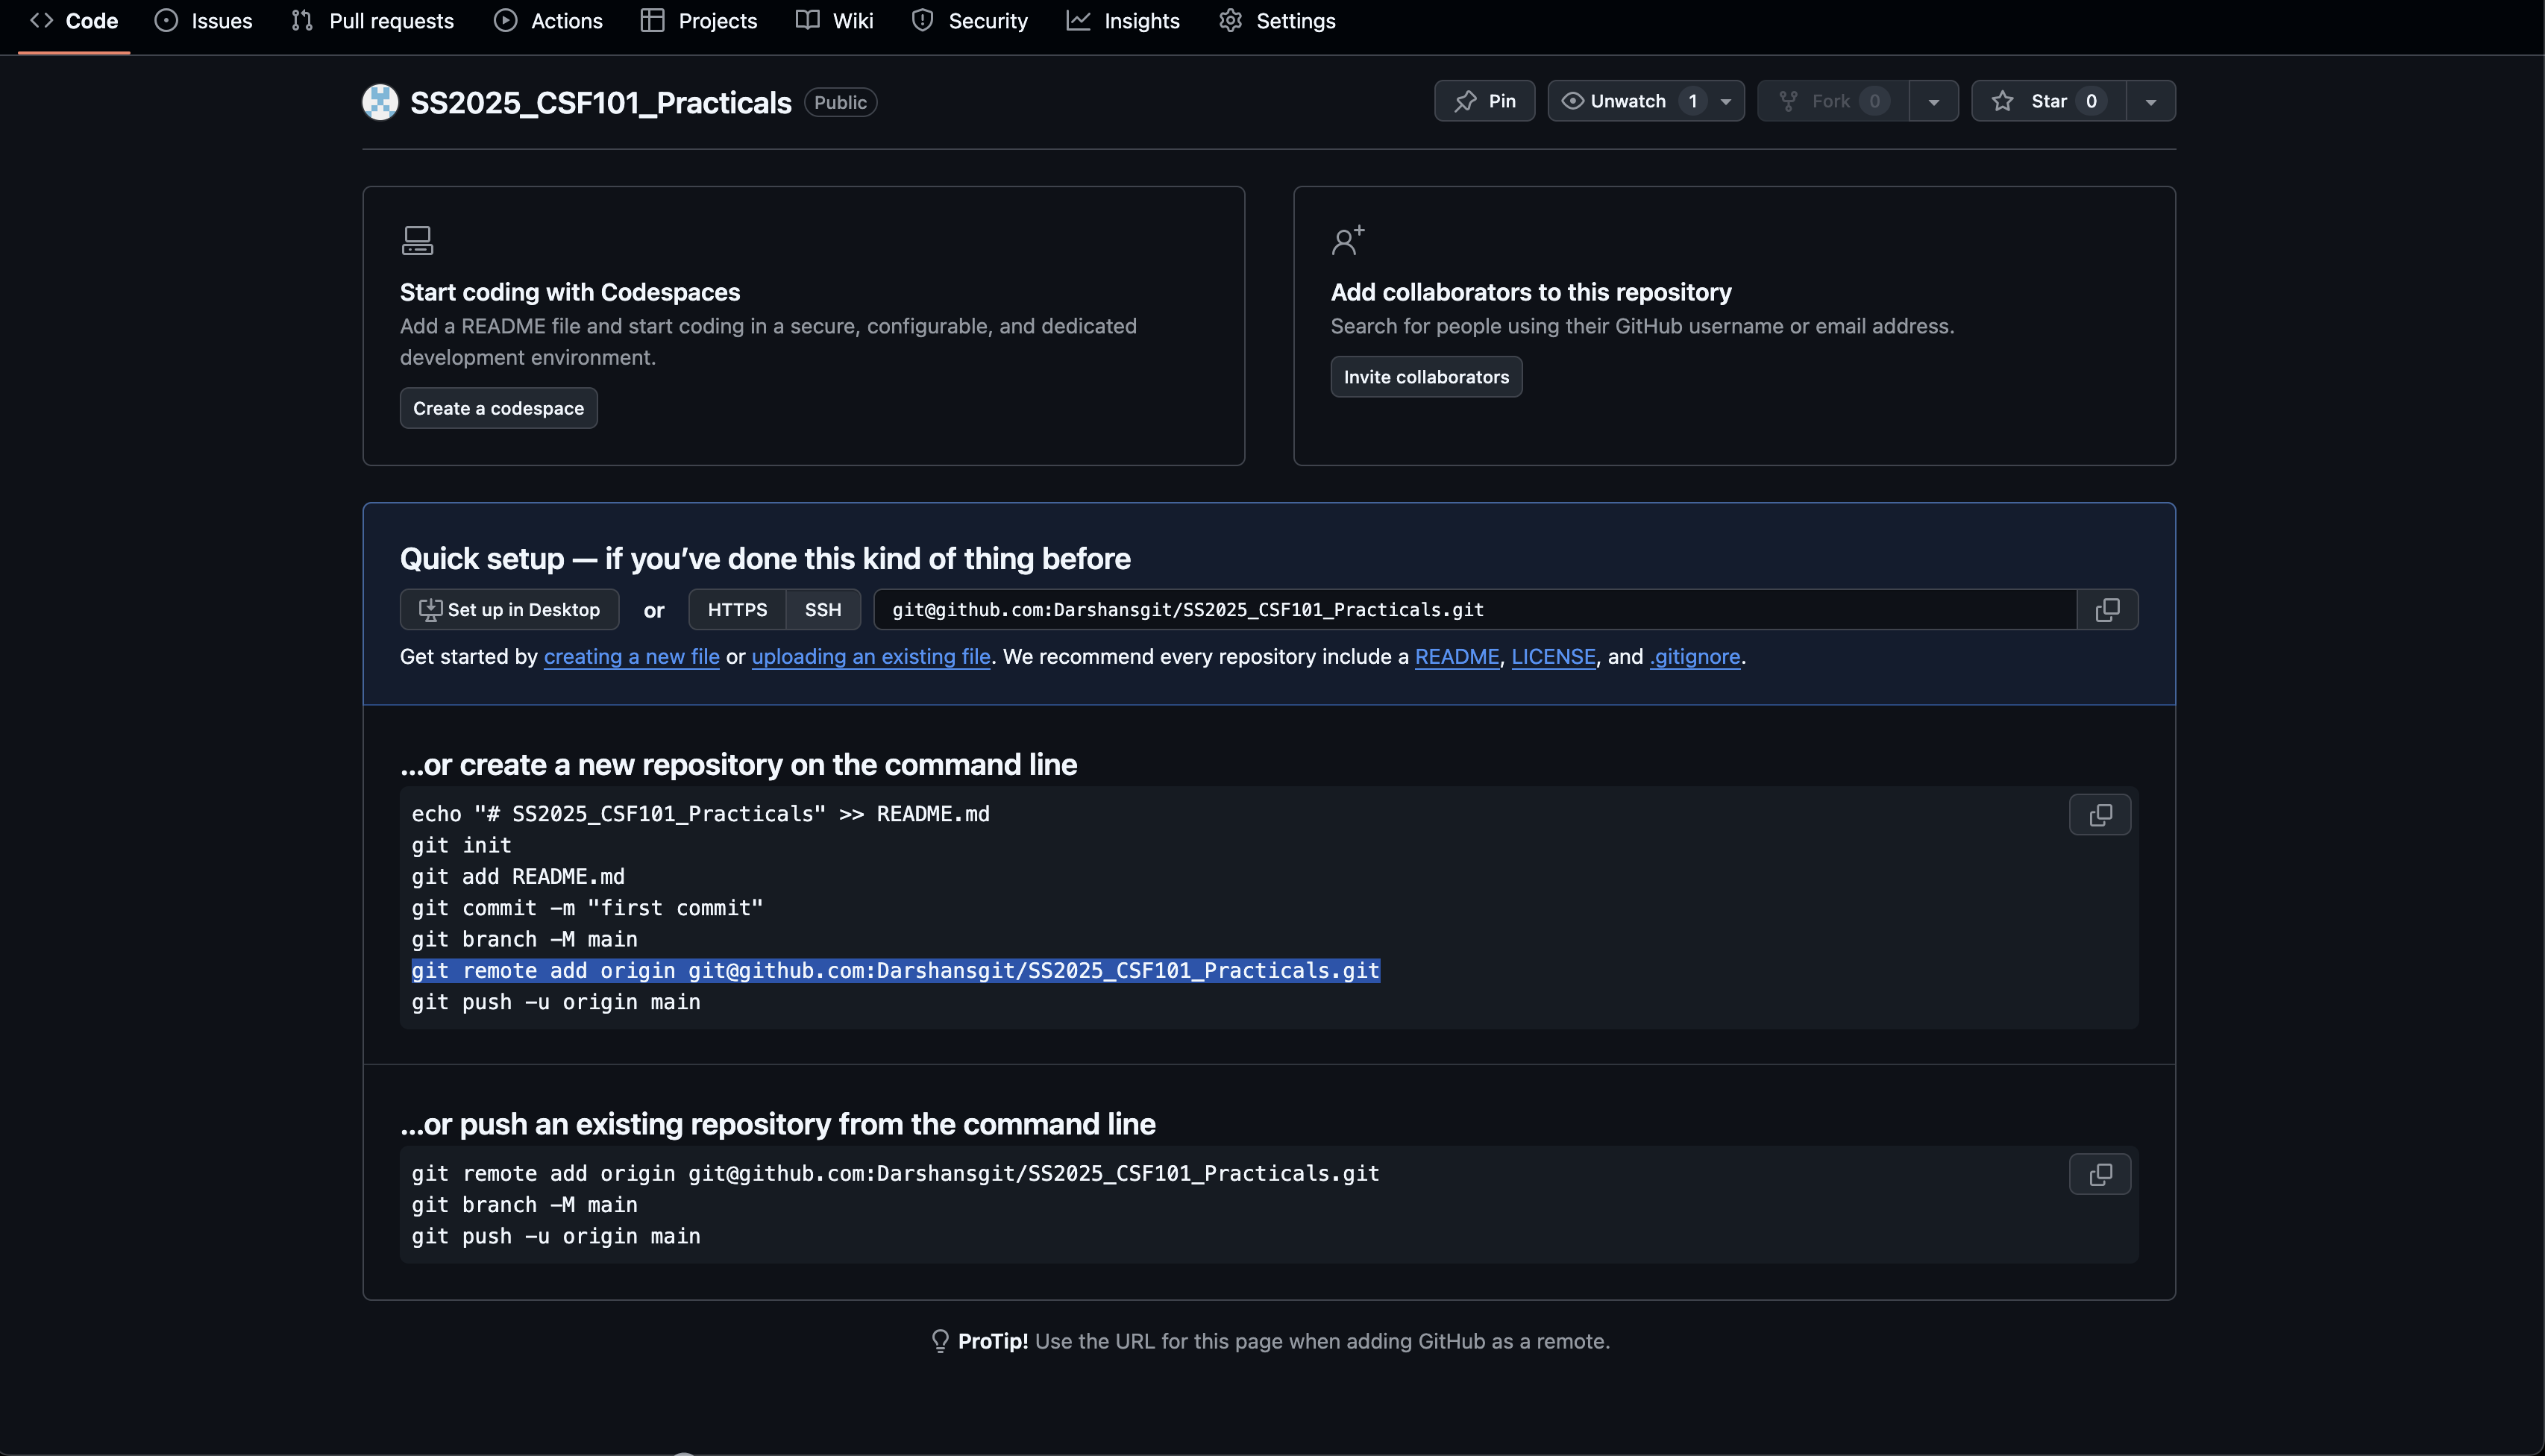 Code Issues Pull requests Actions Projects Wiki Security Insights Settings
SS2025_CSF101_Practicals Public
Pin Unwatch 1 Fork 0 Star 0
Start coding with Codespaces
Add a README file and start coding in a secure, configurable, and dedicated
development environment.
Create a codespace
Add collaborators to this repository
Search for people using their GitHub username or email address.
Invite collaborators
Quick setup — if you’ve done this kind of thing before
Set up in Desktop or HTTPS SSH git@github.com:Darshansgit/SS2025_CSF101_Practicals.git
Get started by creating a new file or uploading an existing file. We recommend every repository include a README, LICENSE, and .gitignore.
…or create a new repository on the command line
echo "# SS2025_CSF101_Practicals" >> README.md
git init
git add README.md
git commit -m "first commit"
git branch -M main
git remote add origin git@github.com:Darshansgit/SS2025_CSF101_Practicals.git
git push -u origin main
…or push an existing repository from the command line
git remote add origin git@github.com:Darshansgit/SS2025_CSF101_Practicals.git
git branch -M main
git push -u origin main
ProTip! Use the URL for this page when adding GitHub as a remote.